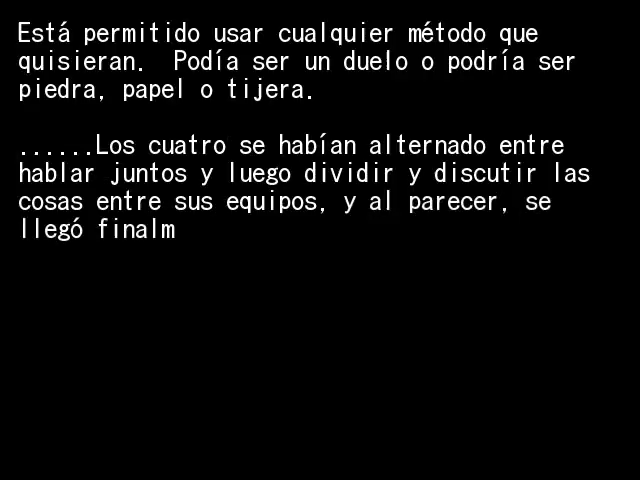 Está permitido usar cualquier método que
quisieran.  Podía ser un duelo o podría ser
piedra, papel o tijera.
......Los cuatro se habían alternado entre
hablar juntos y luego dividir y discutir las
cosas entre sus equipos, y al parecer, se
llegó finalm